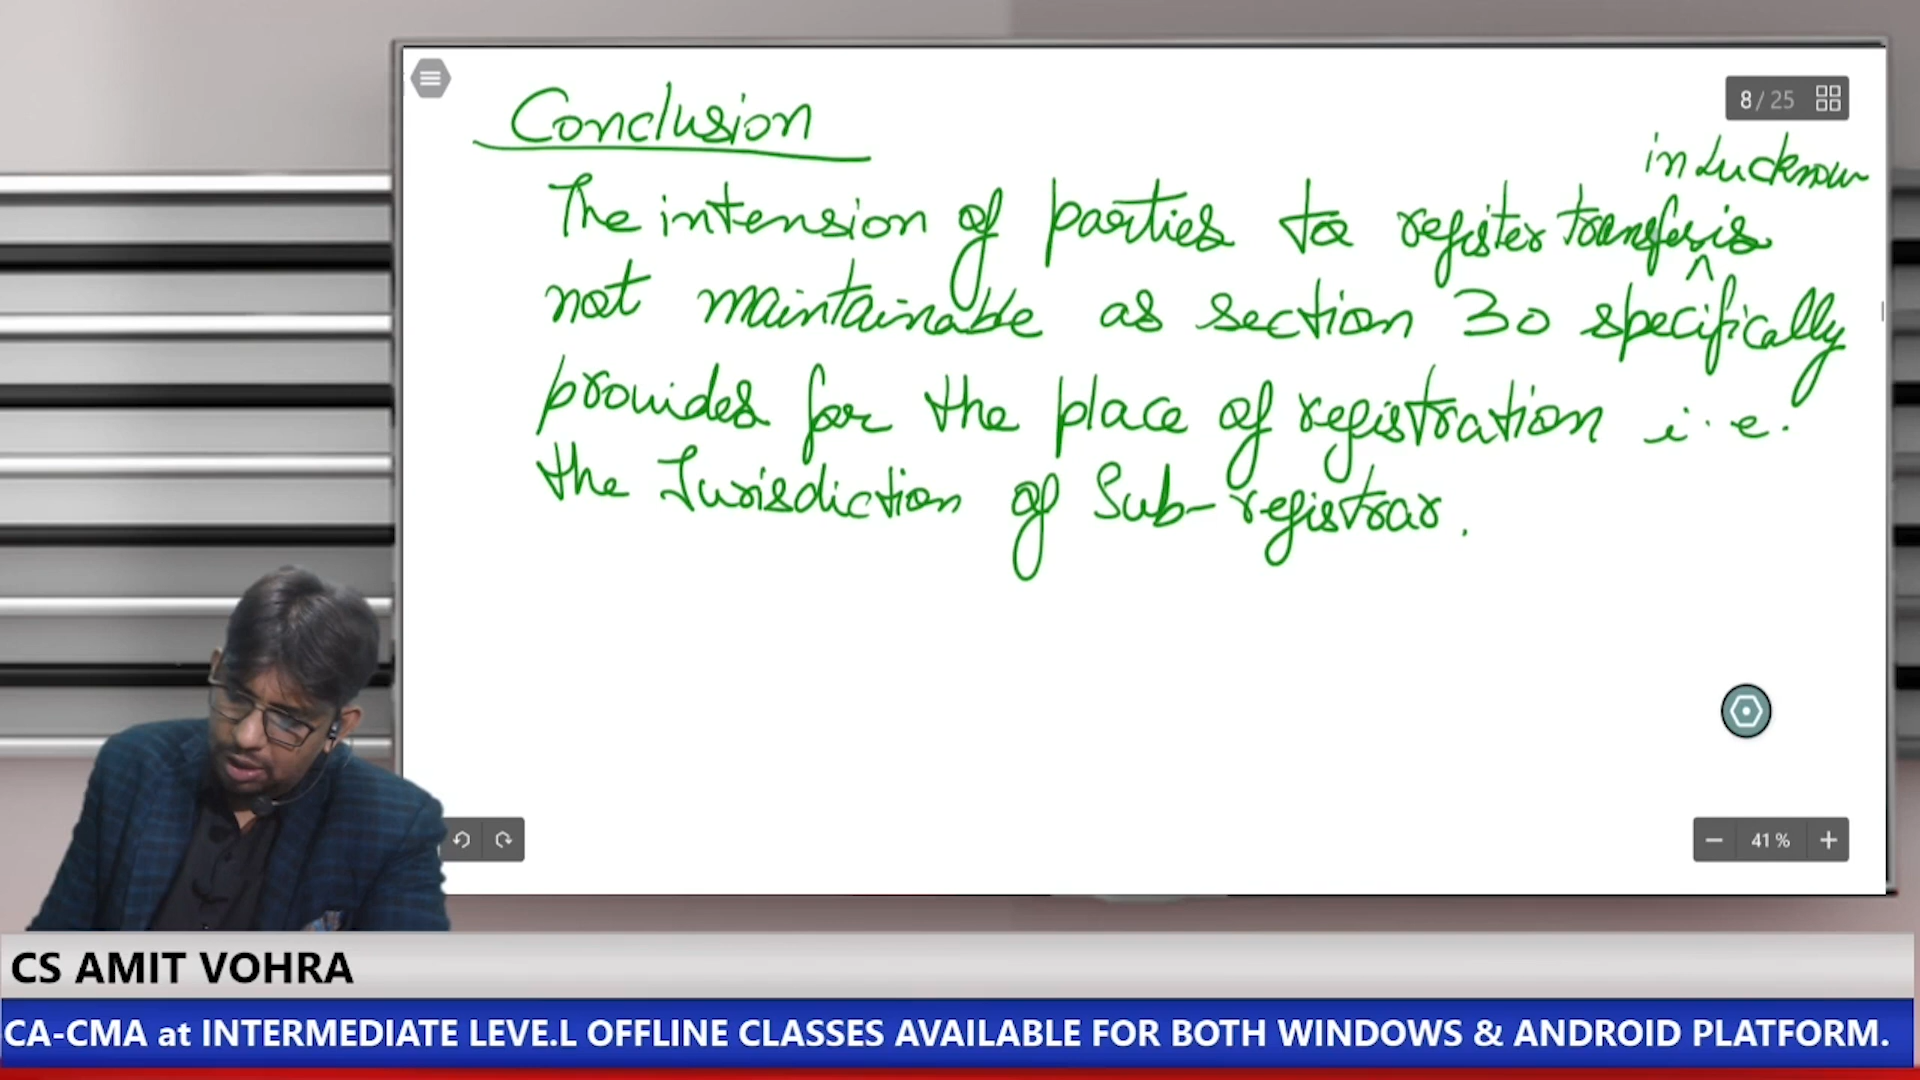 Conclusion
8 / 25
in Lucknow
The intension of parties to register transfer is
^
not maintainable as section 30 specifically
provides for the place of registration i.e.
the Jurisdiction of Sub-registrar.
41 %
CS AMIT VOHRA
CA-CMA at INTERMEDIATE LEVE.L OFFLINE CLASSES AVAILABLE FOR BOTH WINDOWS & ANDROID PLATFORM.